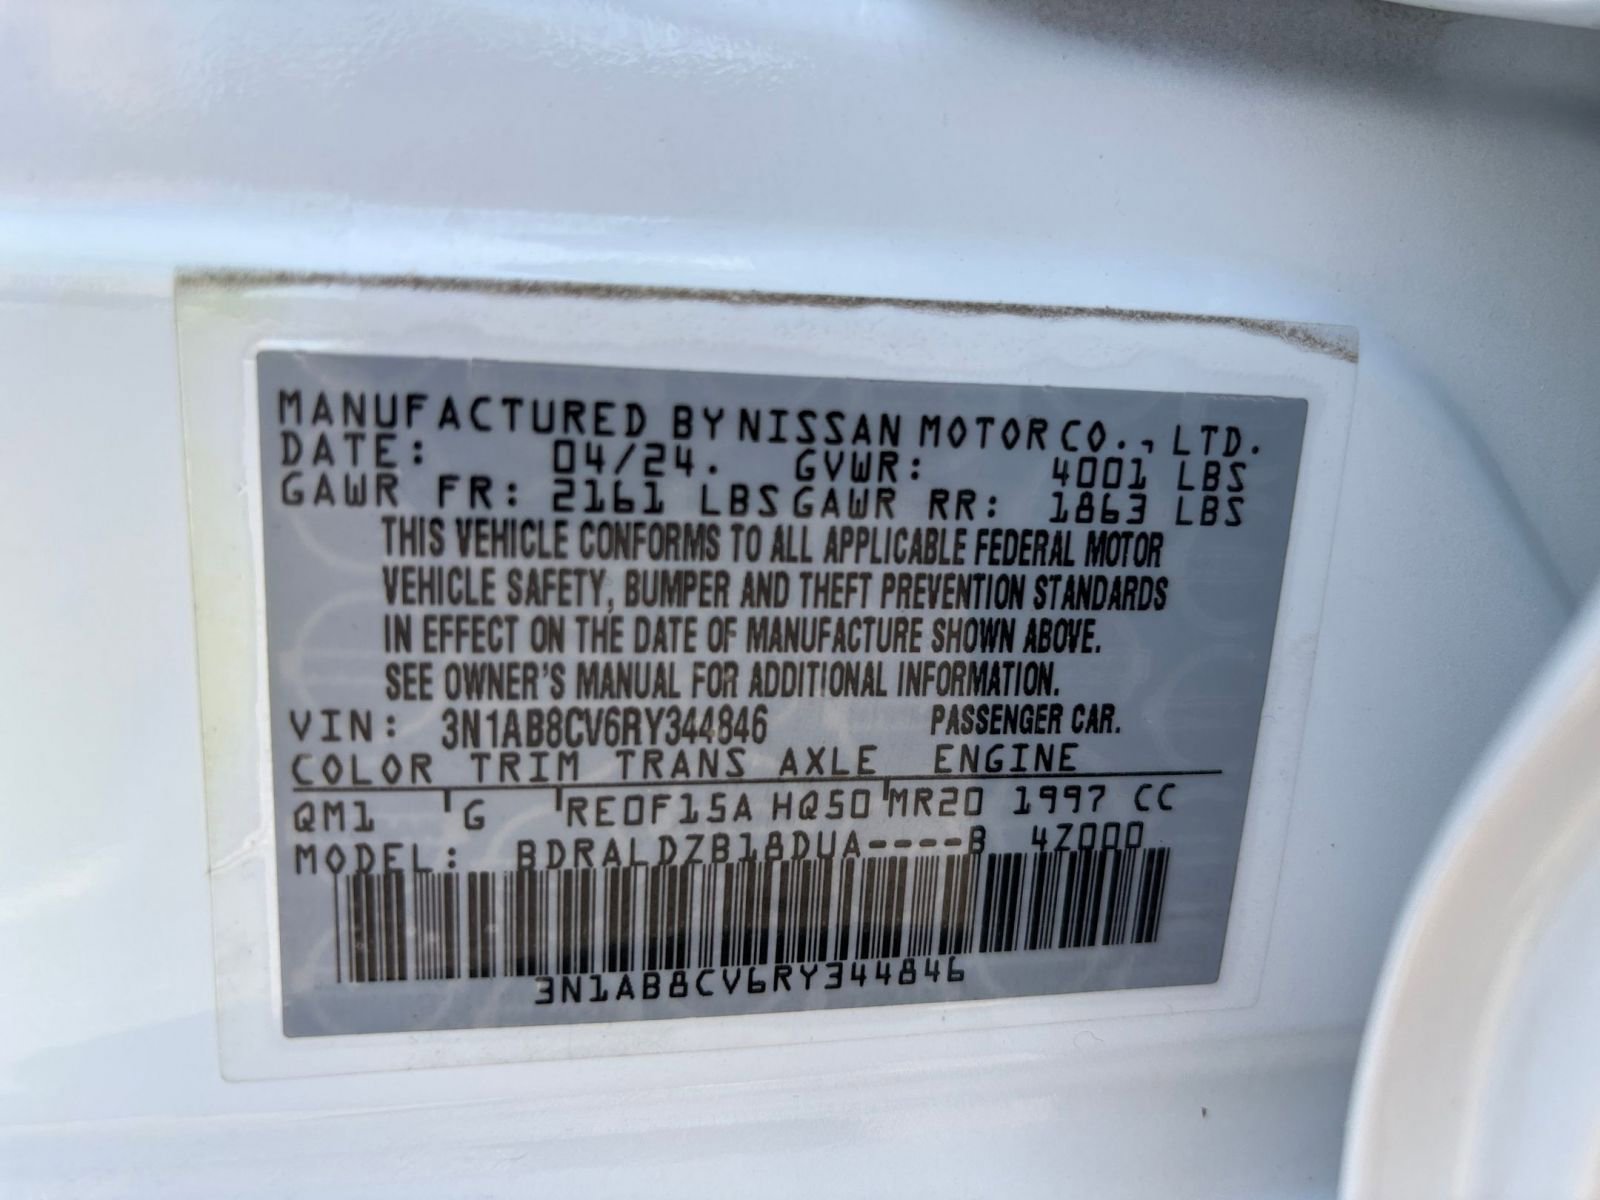 MANUFACTURED BY NISSAN MOTOR CO., LTD.
DATE: 04/24. GVWR: 4001 LBS
GAWR FR: 2161 LBS GAWR RR: 1863 LBS
THIS VEHICLE CONFORMS TO ALL APPLICABLE FEDERAL MOTOR
VEHICLE SAFETY, BUMPER AND THEFT PREVENTION STANDARDS
IN EFFECT ON THE DATE OF MANUFACTURE SHOWN ABOVE.
SEE OWNER'S MANUAL FOR ADDITIONAL INFORMATION.
VIN: 3N1AB8CV6RY344846 PASSENGER CAR.
COLOR TRIM TRANS AXLE ENGINE
QM1 G RE0F15A HQ50 MR20 1997 CC
MODEL: BDRALDZB18DUA----B 4Z000
3N1AB8CV6RY344846